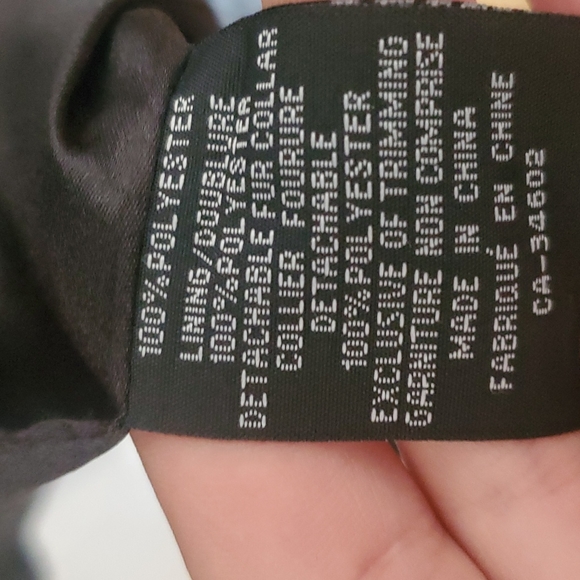 100% POLYESTER
LINING/DOUBLURE
100% POLYESTER
DETACHABLE FUR COLLAR
COLLIER FOURURE
DETACHABLE
100% POLYESTER
EXCLUSIVE OF TRIMMING
GARNITURE NON COMPRISE
MADE IN CHINA
FABRIQUÉ EN CHINE
CA-34602